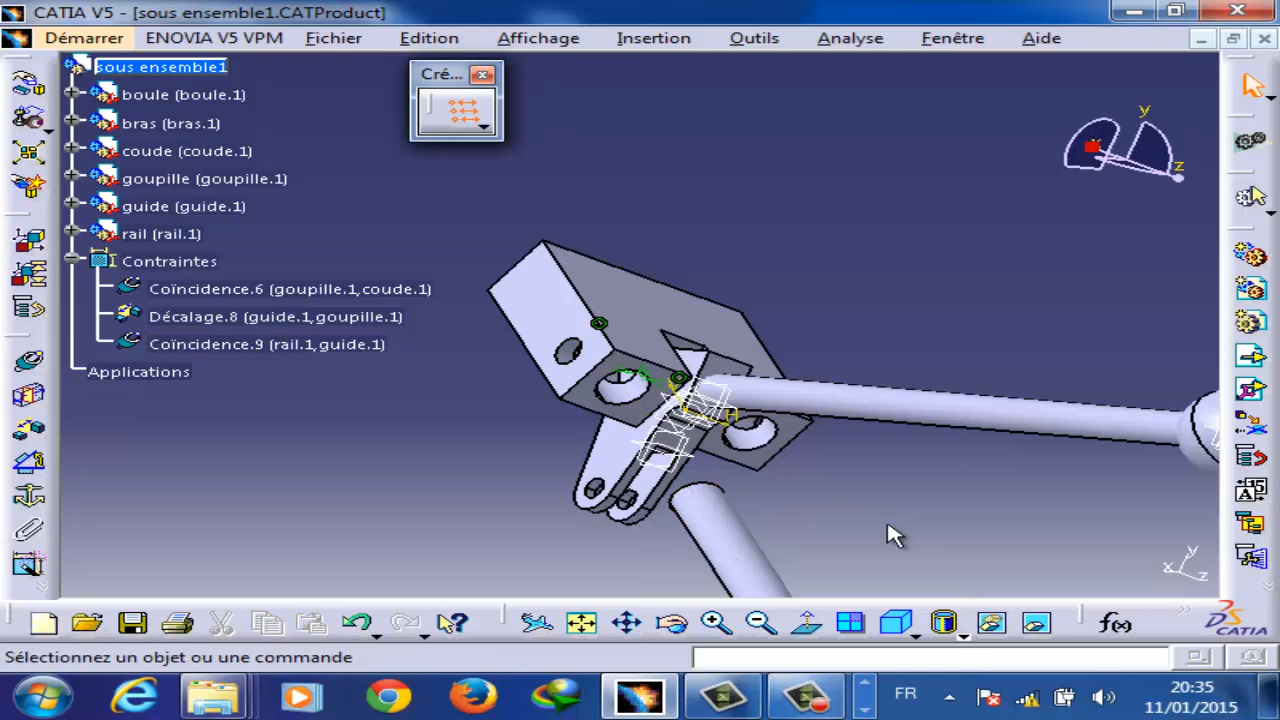 CATIA V5 - [sous ensemble1.CATProduct]
Démarrer ENOVIA V5 VPM Fichier Edition Affichage Insertion Outils Analyse Fenêtre Aide
sous ensemble1
Cré...
boule (boule.1)
bras (bras.1)
coude (coude.1)
goupille (goupille.1)
guide (guide.1)
rail (rail.1)
Contraintes
Coïncidence.6 (goupille.1,coude.1)
Décalage.8 (guide.1,goupille.1)
Coïncidence.9 (rail.1,guide.1)
Applications
y
z
H
y
x
z
f(x)
CATIA
Sélectionnez un objet ou une commande
FR
20:35
11/01/2015